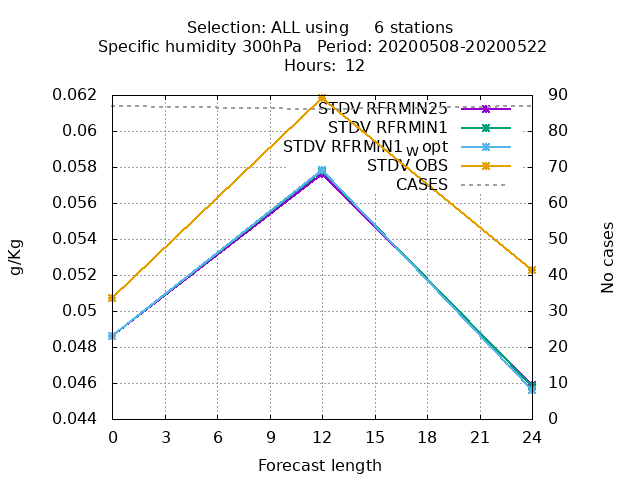 Selection: ALL using 6 stations
Specific humidity 300hPa Period: 20200508-20200522
Hours: 12
0.062
0.06
0.058
0.056
0.054
0.052
0.05
0.048
0.046
0.044
g/Kg
STDV RFRMIN25
STDV RFRMIN1
STDV RFRMIN1wopt
STDV OBS
CASES
90
80
70
60
50
40
30
20
10
0
No cases
0 3 6 9 12 15 18 21 24
Forecast length